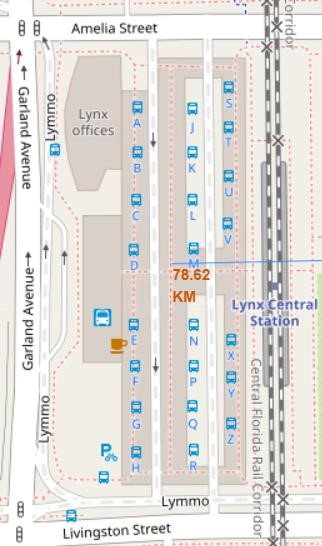 Amelia Street
Corridor
Garland Avenue
Lymmo
Lynx
offices
A
B
C
D
J
K
L
M
S
T
U
V
78.62
KM
Lynx Central
Station
Garland Avenue
Lymmo
E
F
G
H
N
P
Q
R
X
Y
Z
Central Florida Rail Corridor
P
Lymmo
Livingston Street